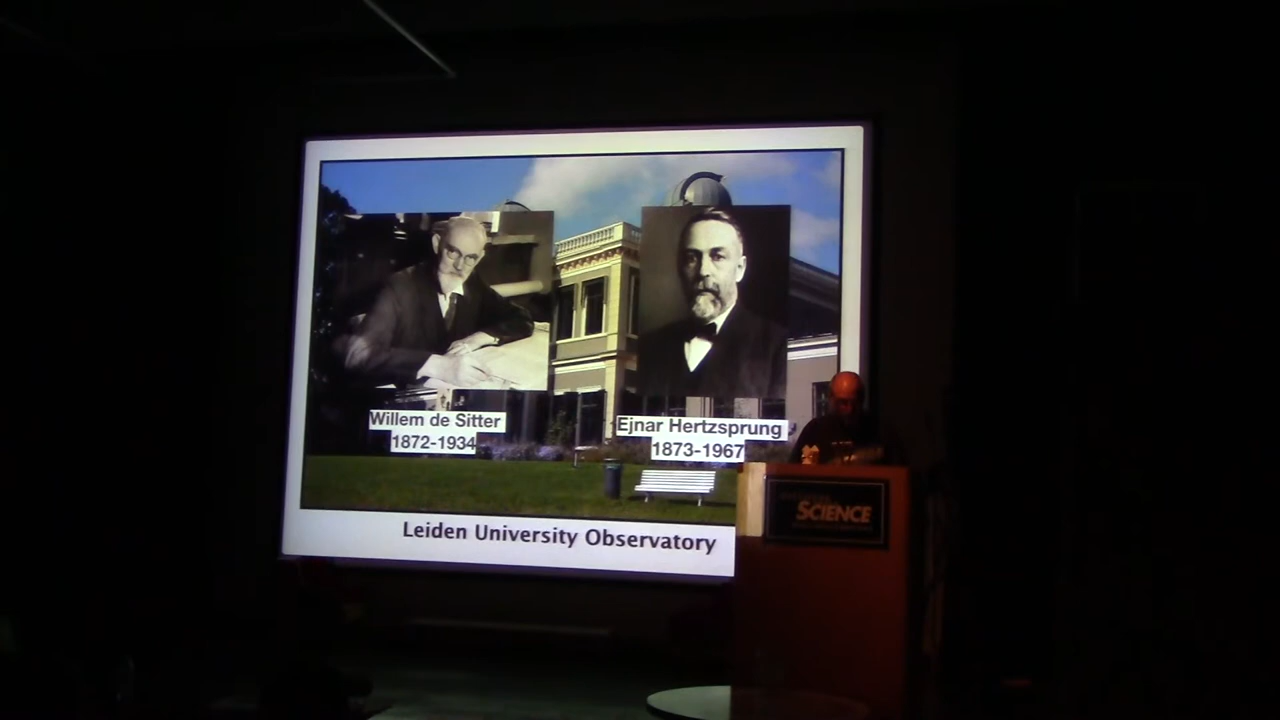 Willem de Sitter
1872-1934
Ejnar Hertzsprung
1873-1967
Leiden University Observatory
SCIENCE